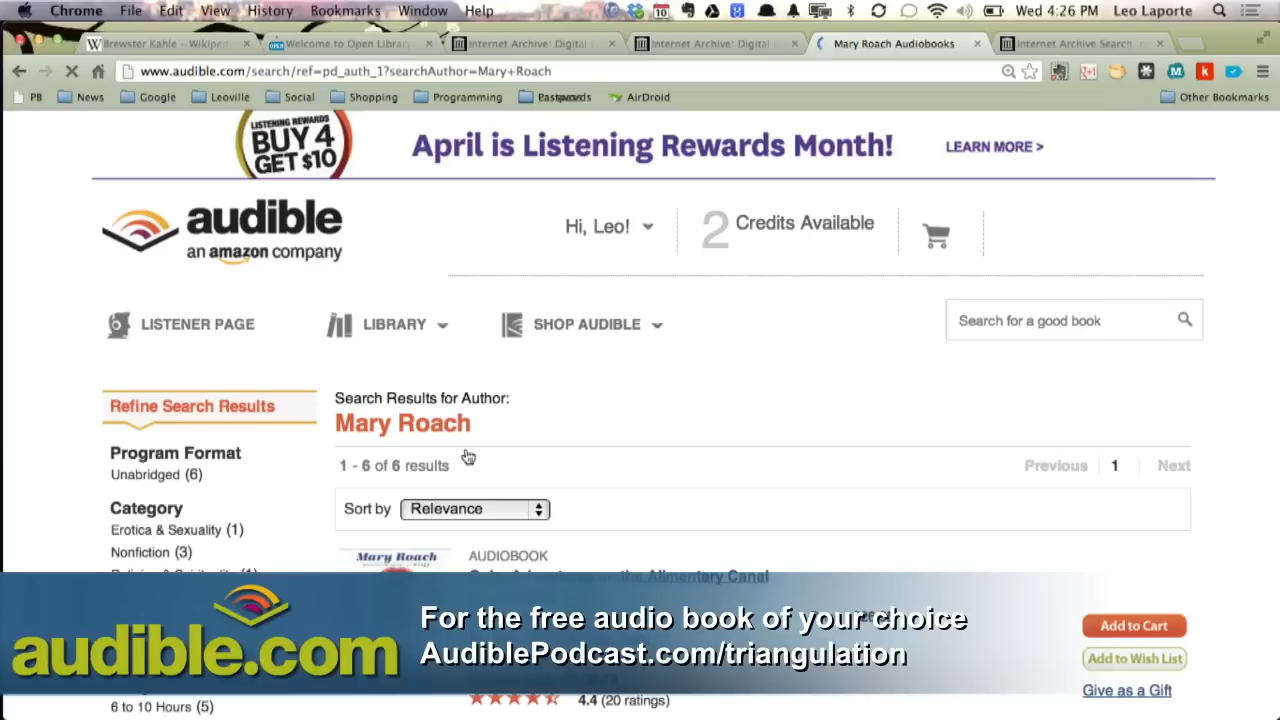 Chrome File Edit View History Bookmarks Window Help Wed 4:26 PM Leo Laporte
Brewster Kahle – Wikiped Welcome to Open Library Internet Archive: Digital L Internet Archive: Digital L Mary Roach Audiobooks Internet Archive Search
www.audible.com/search/ref=pd_auth_1?searchAuthor=Mary+Roach
PB News Google Leoville Social Shopping Programming Passwords AirDroid Other Bookmarks
LISTENING REWARDS
BUY 4
GET $10
April is Listening Rewards Month!
LEARN MORE >
audible
an amazon company
Hi, Leo!
2 Credits Available
LISTENER PAGE
LIBRARY
SHOP AUDIBLE
Search for a good book
Refine Search Results
Program Format
Unabridged (6)
Category
Erotica & Sexuality (1)
Nonfiction (3)
Search Results for Author:
Mary Roach
1 - 6 of 6 results
Previous 1 Next
Sort by Relevance
Mary Roach
AUDIOBOOK
Alimentary Canal
audible.com
For the free audio book of your choice
AudiblePodcast.com/triangulation
Add to Cart
Add to Wish List
Give as a Gift
4.4 (20 ratings)
6 to 10 Hours (5)